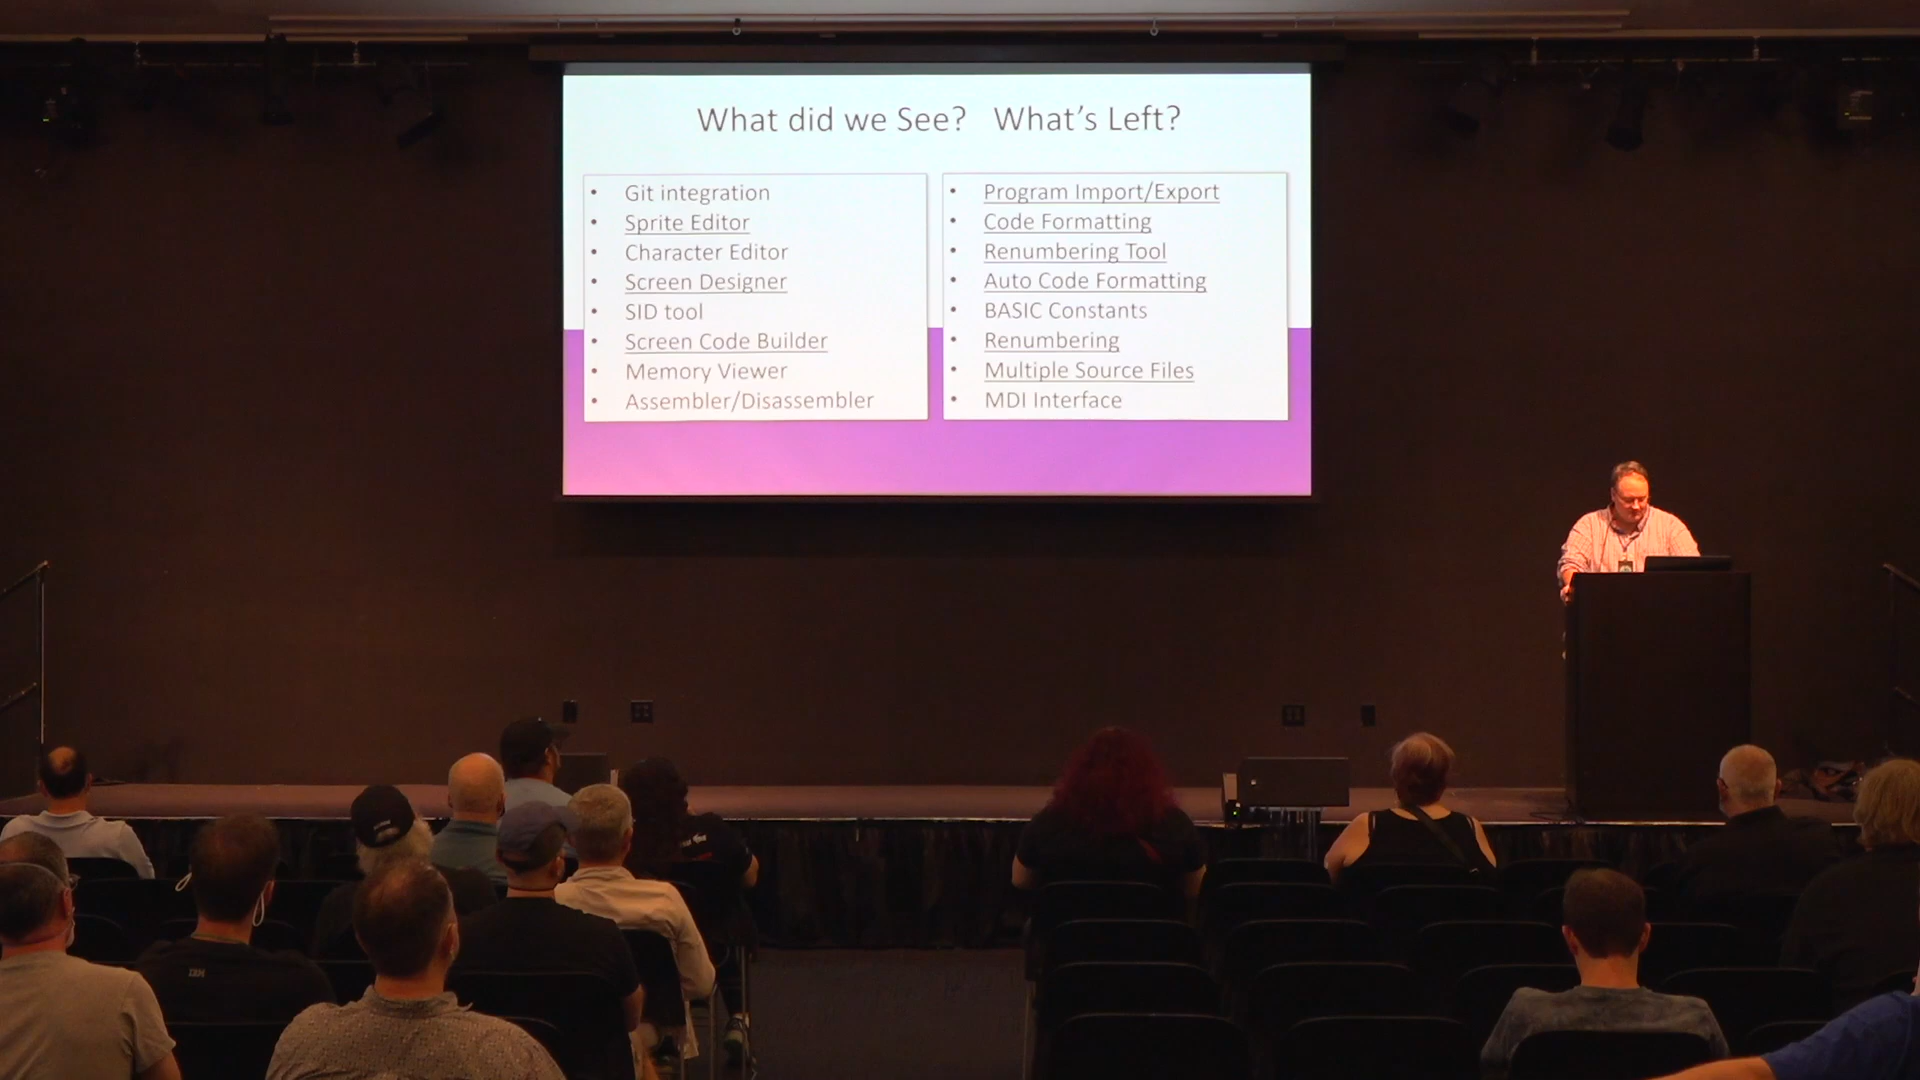 What did we See? What's Left?
• Git integration
• Sprite Editor
• Character Editor
• Screen Designer
• SID tool
• Screen Code Builder
• Memory Viewer
• Assembler/Disassembler
• Program Import/Export
• Code Formatting
• Renumbering Tool
• Auto Code Formatting
• BASIC Constants
• Renumbering
• Multiple Source Files
• MDI Interface
IBM